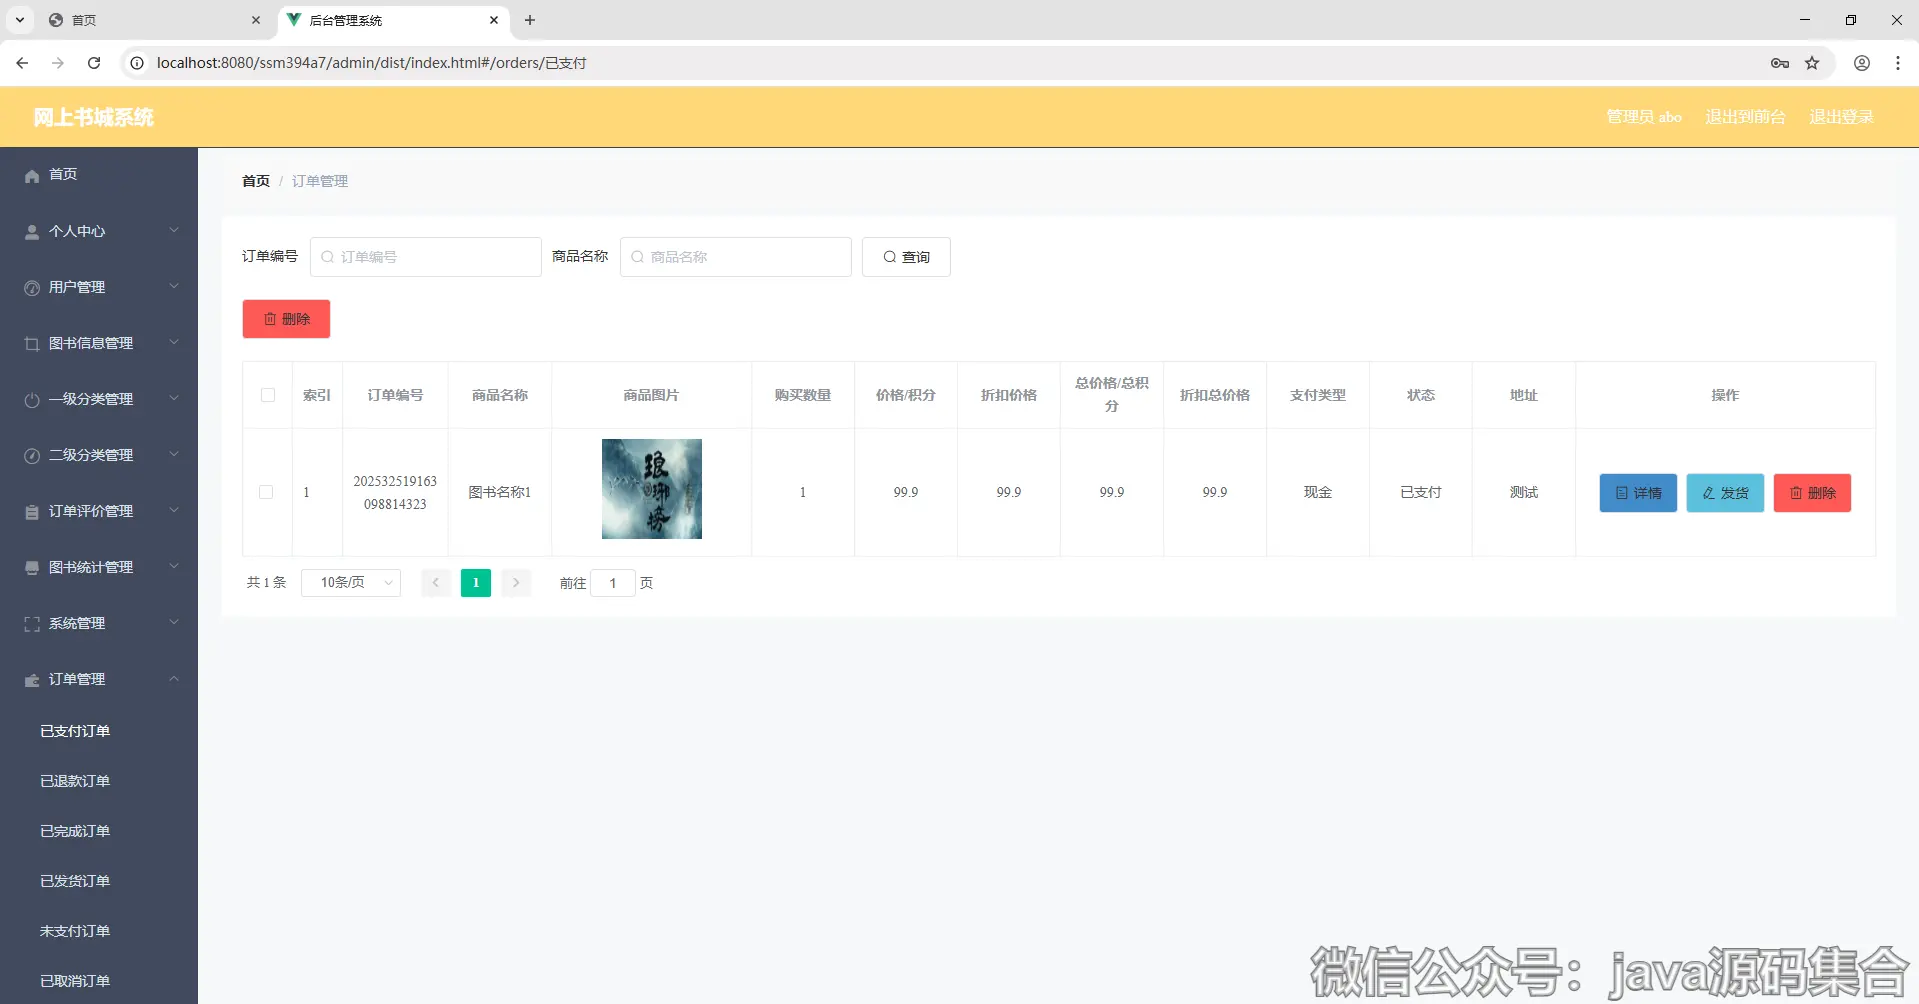 首页
后台管理系统
localhost:8080/ssm394a7/admin/dist/index.html#/orders/已支付
网上书城系统
管理员 abo
退出到前台
退出登录
首页
个人中心
用户管理
图书信息管理
一级分类管理
二级分类管理
订单评价管理
图书统计管理
系统管理
订单管理
已支付订单
已退款订单
已完成订单
已发货订单
未支付订单
已取消订单
首页 / 订单管理
订单编号 订单编号 商品名称 商品名称 查询
删除
索引 订单编号 商品名称 商品图片 购买数量 价格/积分 折扣价格 总价格/总积分 折扣总价格 支付类型 状态 地址 操作
1 202532519163098814323 图书名称1 琅琊榜 1 99.9 99.9 99.9 99.9 现金 已支付 测试 详情 发货 删除
共 1 条 10条/页 1 前往 1 页
微信公众号：java源码集合